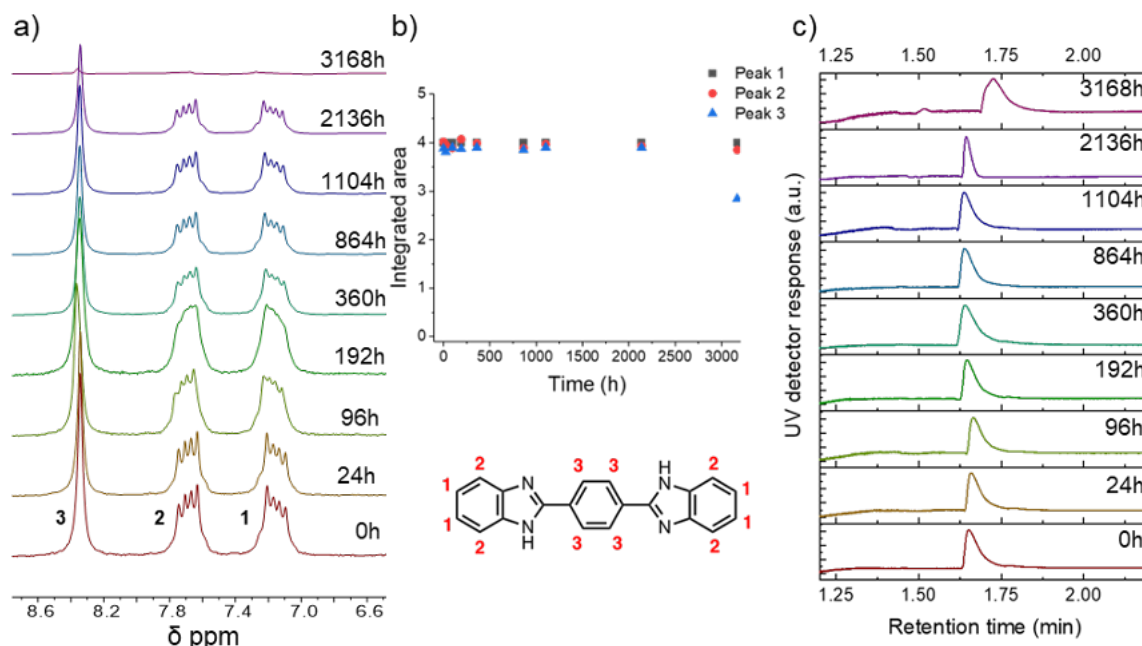 a)
3168h
2136h
1104h
864h
360h
192h
96h
24h
0h
3
2
1
8.6
8.2
7.8
7.4
7.0
6.6
δ ppm
b)
Peak 1
Peak 2
Peak 3
5
4
3
2
1
0
Integrated area
0
500
1000
1500
2000
2500
3000
Time (h)
2
3
3
H
2
1
N
N
1
1
N
N
1
2
H
3
3
2
c)
1.25
1.50
1.75
2.00
3168h
2136h
1104h
864h
360h
192h
96h
24h
0h
UV detector response (a.u.)
1.25
1.50
1.75
2.00
Retention time (min)